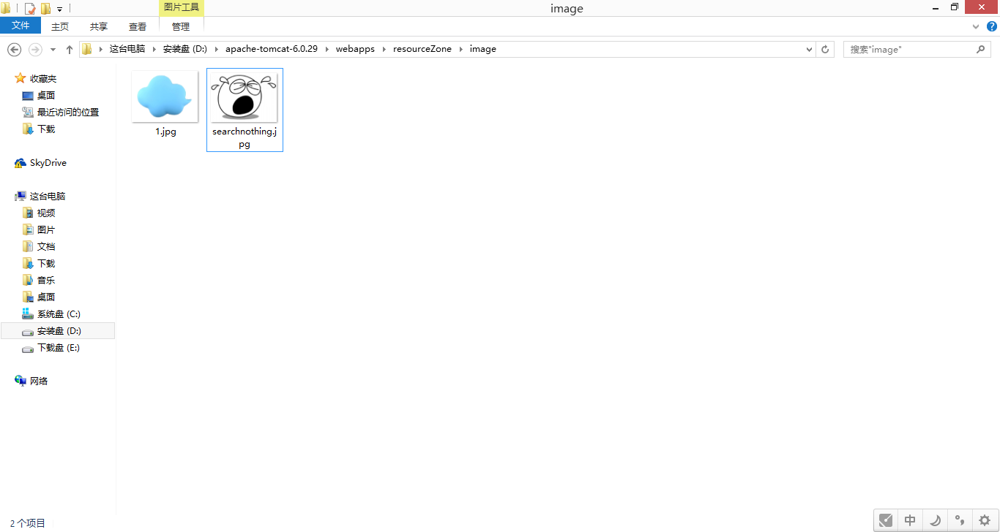 图片工具
image
文件 主页 共享 查看 管理
这台电脑 安装盘 (D:) apache-tomcat-6.0.29 webapps resourceZone image
搜索"image"
收藏夹
桌面
最近访问的位置
下载
SkyDrive
这台电脑
视频
图片
文档
下载
音乐
桌面
系统盘 (C:)
安装盘 (D:)
下载盘 (E:)
网络
1.jpg
searchnothing.j
pg
2 个项目
中